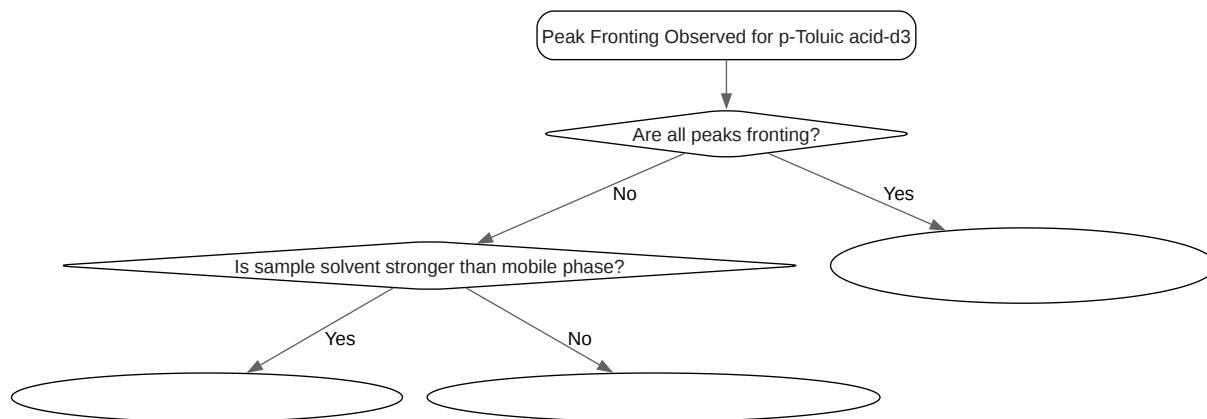 Peak Fronting Observed for p-Toluic acid-d3
Are all peaks fronting?
No
Yes
Is sample solvent stronger than mobile phase?
Yes
No